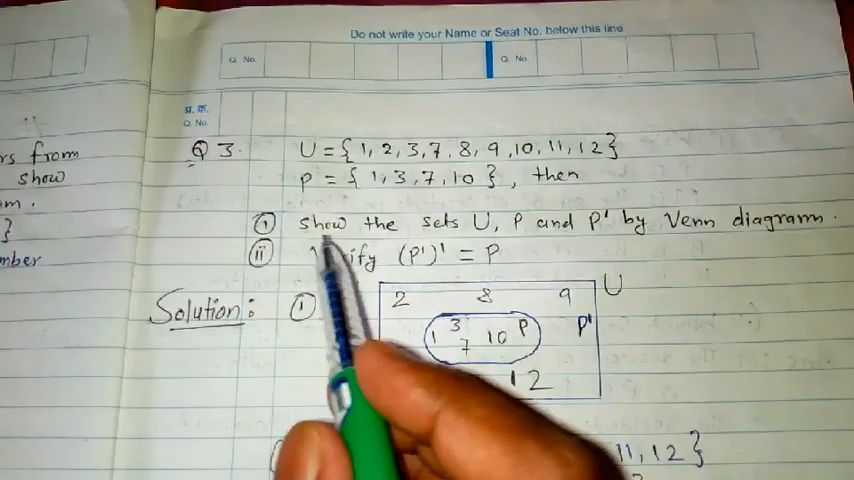 Do not write your Name or Seat No. below this line
Q. No.
Q. No.
प्र. क्र.
Q. No.
rs from
show
m.
}
mber
Q 3.
U = { 1, 2, 3, 7, 8, 9, 10, 11, 12 }
P = { 1, 3, 7, 10 } , then
(i) show the sets U, P and P' by Venn diagram.
(ii) ify (P')' = P
Solution : (i)
U
2 8 9
1 3 7 10 P
P'
12
11, 12 }